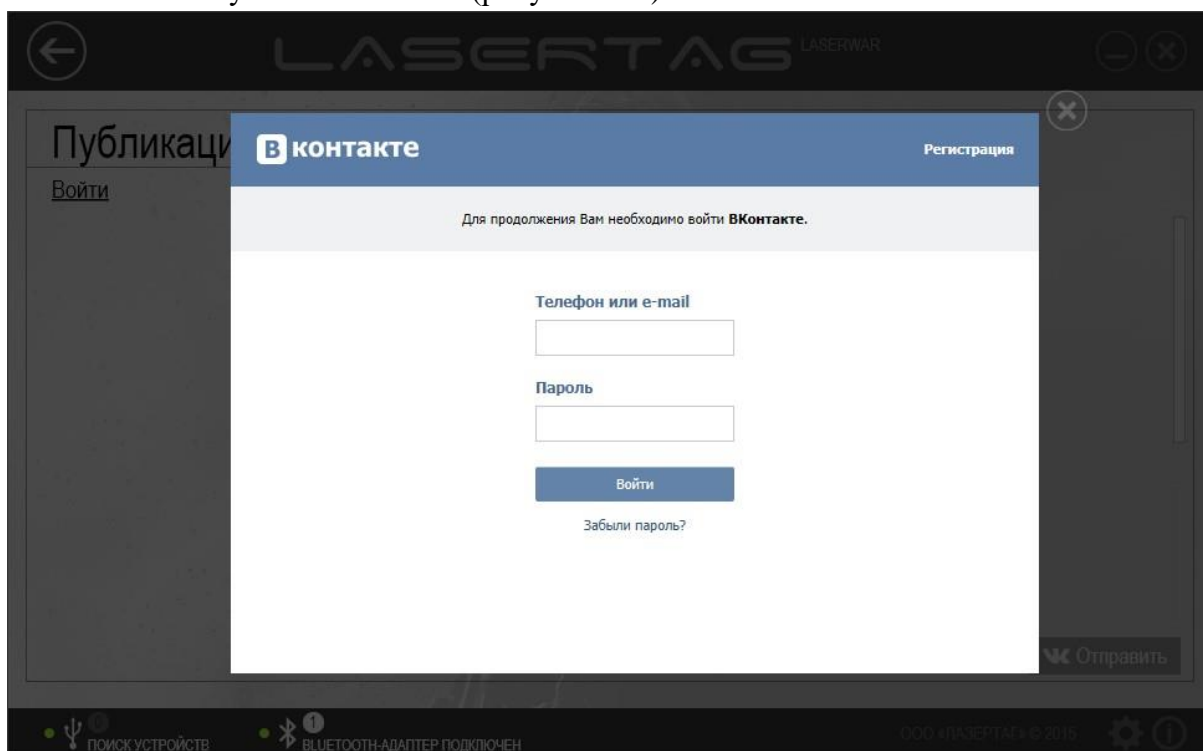 LASERTAG LASERWAR
Публикаци
Войти
В контакте
Регистрация
Для продолжения Вам необходимо войти ВКонтакте.
Телефон или e-mail
Пароль
Войти
Забыли пароль?
Отправить
0
ПОИСК УСТРОЙСТВ
1
BLUETOOTH-АДАПТЕР ПОДКЛЮЧЕН
ООО «ЛАЗЕРТАГ» © 2015